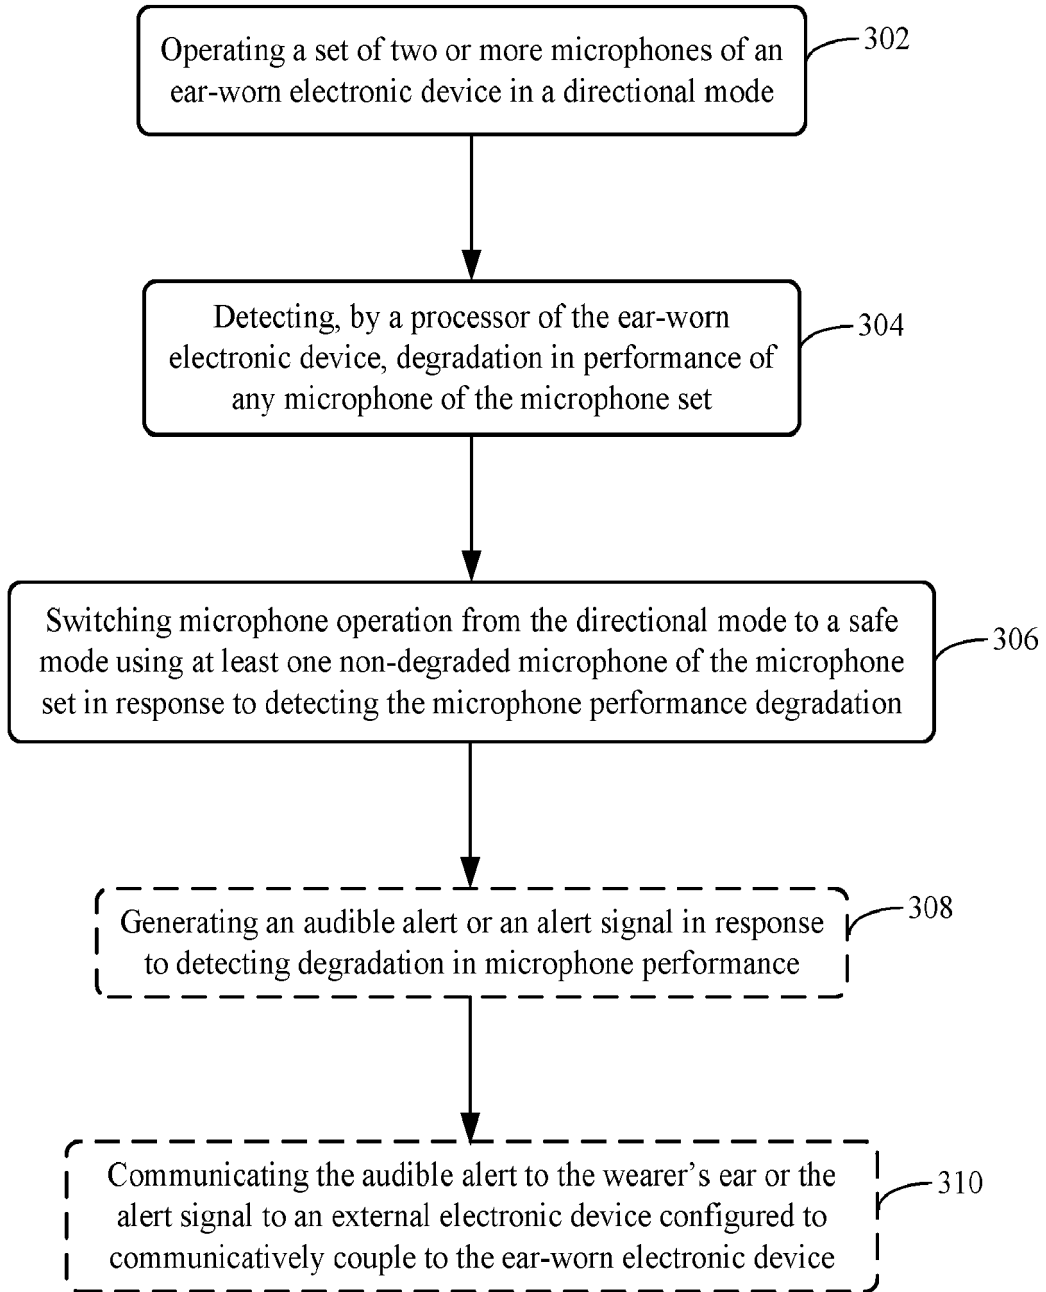 Operating a set of two or more microphones of an
ear-worn electronic device in a directional mode
302
Detecting, by a processor of the ear-worn
electronic device, degradation in performance of
any microphone of the microphone set
304
Switching microphone operation from the directional mode to a safe
mode using at least one non-degraded microphone of the microphone
set in response to detecting the microphone performance degradation
306
Generating an audible alert or an alert signal in response
to detecting degradation in microphone performance
308
Communicating the audible alert to the wearer’s ear or the
alert signal to an external electronic device configured to
communicatively couple to the ear-worn electronic device
310